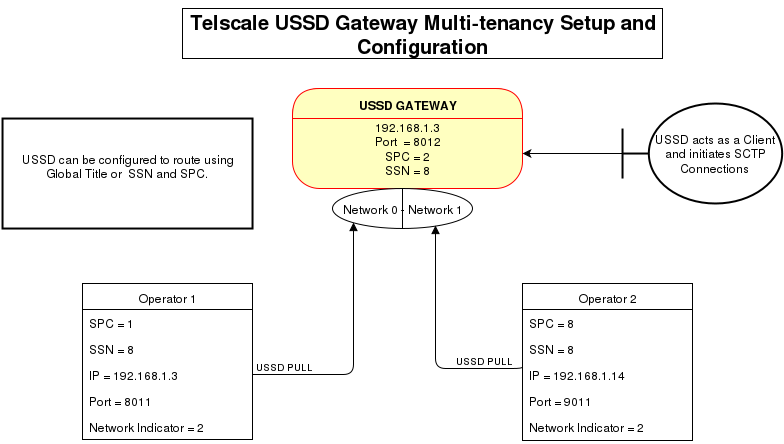 Telscale USSD Gateway Multi-tenancy Setup and
Configuration
USSD GATEWAY
192.168.1.3
Port = 8012
SPC = 2
SSN = 8
USSD can be configured to route using
Global Title or SSN and SPC.
USSD acts as a Client
and initiates SCTP
Connections
Network 0 - Network 1
Operator 1
SPC = 1
SSN = 8
IP = 192.168.1.3
Port = 8011
Network Indicator = 2
USSD PULL
USSD PULL
Operator 2
SPC = 8
SSN = 8
IP = 192.168.1.14
Port = 9011
Network Indicator = 2